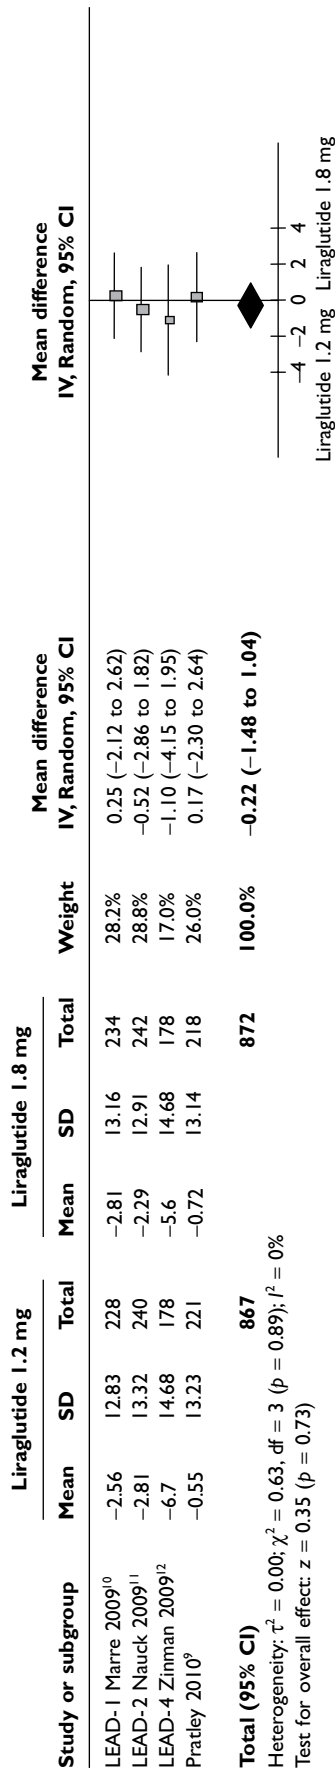 Liraglutide 1.2 mg Liraglutide 1.8 mg Mean difference Mean difference
Study or subgroup Mean SD Total Mean SD Total Weight IV, Random, 95% CI IV, Random, 95% CI
LEAD-1 Marre 2009¹⁰ −2.56 12.83 228 −2.81 13.16 234 28.2% 0.25 (−2.12 to 2.62)
LEAD-2 Nauck 2009¹¹ −2.81 13.32 240 −2.29 12.91 242 28.8% −0.52 (−2.86 to 1.82)
LEAD-4 Zinman 2009¹² −6.7 14.68 178 −5.6 14.68 178 17.0% −1.10 (−4.15 to 1.95)
Pratley 2010⁹ −0.55 13.23 221 −0.72 13.14 218 26.0% 0.17 (−2.30 to 2.64)
Total (95% CI) 867 872 100.0% −0.22 (−1.48 to 1.04)
Heterogeneity: τ² = 0.00; χ² = 0.63, df = 3 (p = 0.89); I² = 0%
Test for overall effect: z = 0.35 (p = 0.73)
−4 −2 0 2 4
Liraglutide 1.2 mg Liraglutide 1.8 mg